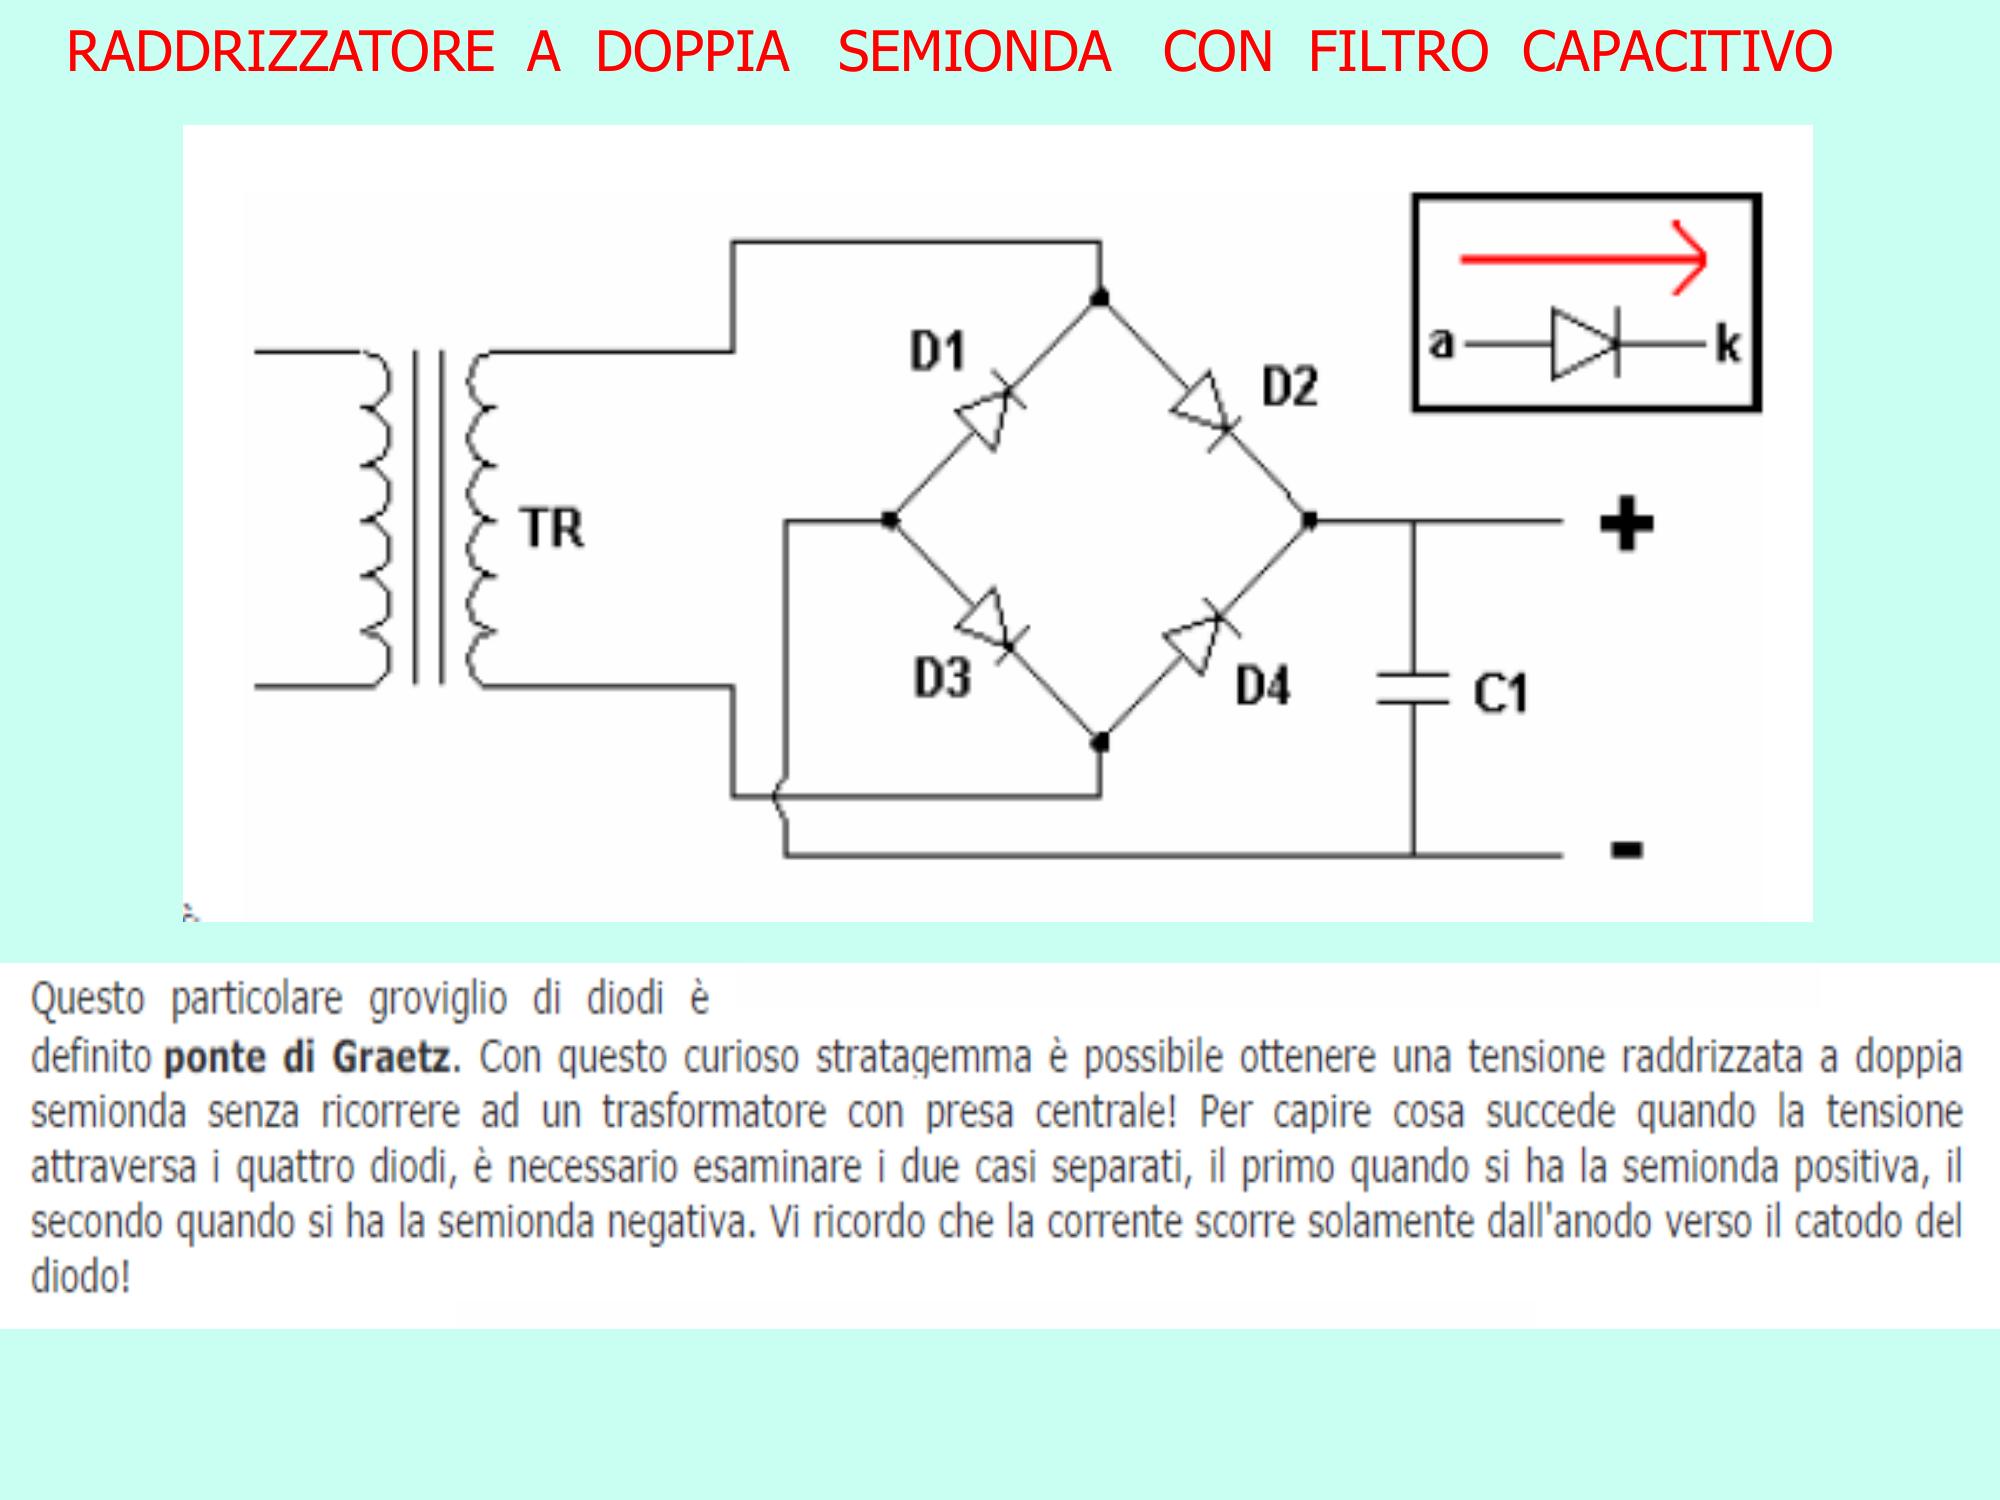 RADDRIZZATORE A DOPPIA SEMIONDA CON FILTRO CAPACITIVO
D1
D2
a
k
TR
+
D3
D4
C1
-
è
Questo particolare groviglio di diodi è
definito ponte di Graetz. Con questo curioso stratagemma è possibile ottenere una tensione raddrizzata a doppia
semionda senza ricorrere ad un trasformatore con presa centrale! Per capire cosa succede quando la tensione
attraversa i quattro diodi, è necessario esaminare i due casi separati, il primo quando si ha la semionda positiva, il
secondo quando si ha la semionda negativa. Vi ricordo che la corrente scorre solamente dall'anodo verso il catodo del
diodo!